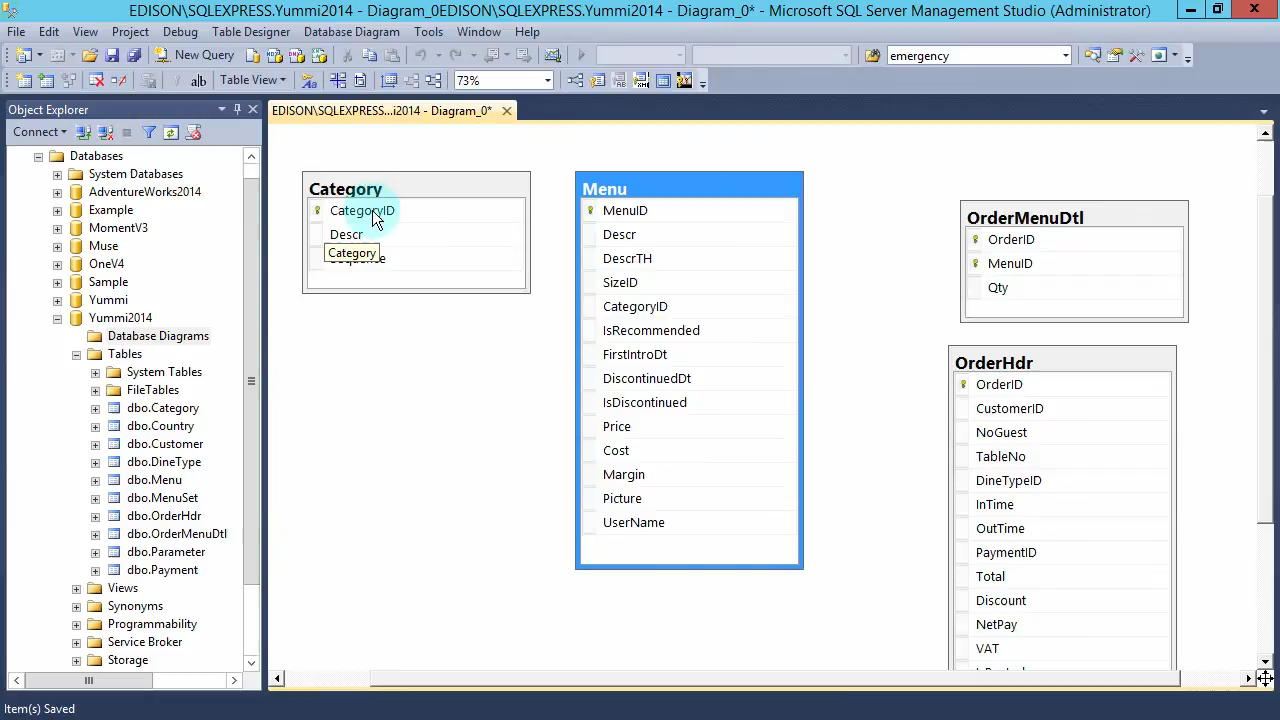 EDISON\SQLEXPRESS.Yummi2014 - Diagram_0EDISON\SQLEXPRESS.Yummi2014 - Diagram_0* - Microsoft SQL Server Management Studio (Administrator)
File Edit View Project Debug Table Designer Database Diagram Tools Window Help
New Query emergency
ab Table View 73%
Object Explorer
EDISON\SQLEXPRESS...i2014 - Diagram_0*
Connect
Databases
System Databases
AdventureWorks2014
Example
MomentV3
Muse
OneV4
Sample
Yummi
Yummi2014
Database Diagrams
Tables
System Tables
FileTables
dbo.Category
dbo.Country
dbo.Customer
dbo.DineType
dbo.Menu
dbo.MenuSet
dbo.OrderHdr
dbo.OrderMenuDtl
dbo.Parameter
dbo.Payment
Views
Synonyms
Programmability
Service Broker
Storage
Category
CategoryID
Descr
Category
Sequence
Menu
MenuID
Descr
DescrTH
SizeID
CategoryID
IsRecommended
FirstIntroDt
DiscontinuedDt
IsDiscontinued
Price
Cost
Margin
Picture
UserName
OrderMenuDtl
OrderID
MenuID
Qty
OrderHdr
OrderID
CustomerID
NoGuest
TableNo
DineTypeID
InTime
OutTime
PaymentID
Total
Discount
NetPay
VAT
Item(s) Saved